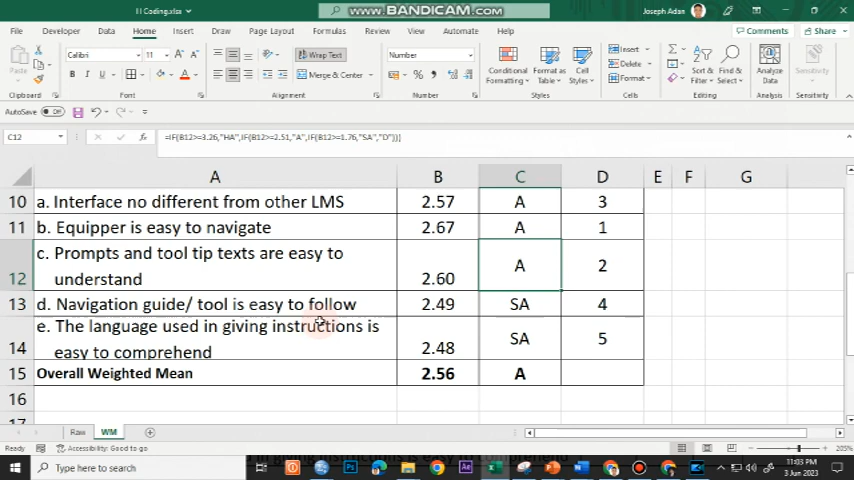 I I Coding.xlsx
www.BANDICAM.com
Joseph Adan
File Developer Home Insert Draw Page Layout Formulas Review View Automate Help
Comments Share
Paste
Calibri 11
Wrap Text
Number
Merge & Center
Conditional Formatting
Format as Table
Cell Styles
Insert
Delete
Format
Sort & Filter
Find & Select
Analyze Data
Sensitivity
Clipboard Font Alignment Number Styles Cells Editing Analysis Sensitivity
AutoSave Off
C12
=IF(B12>=3.26,"HA",IF(B12>=2.51,"A",IF(B12>=1.76,"SA","D")))
A B C D E F G
10 a. Interface no different from other LMS 2.57 A 3
11 b. Equipper is easy to navigate 2.67 A 1
c. Prompts and tool tip texts are easy to
12 understand 2.60 A 2
13 d. Navigation guide/ tool is easy to follow 2.49 SA 4
e. The language used in giving instructions is
14 easy to comprehend 2.48 SA 5
15 Overall Weighted Mean 2.56 A
16
17
Raw WM
Ready Accessibility: Good to go 205%
Type here to search
11:03 PM
3 Jun 2023